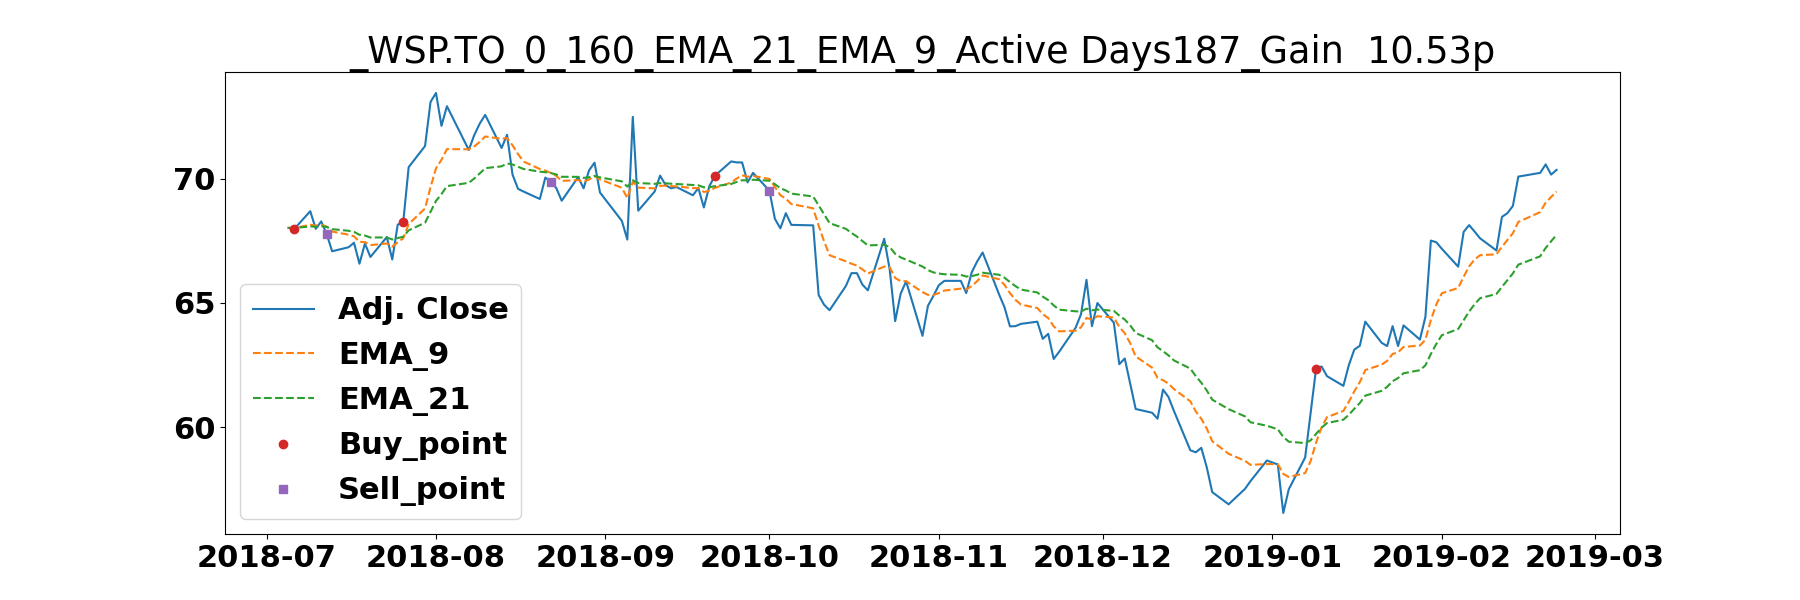 _WSP.TO_0_160_EMA_21_EMA_9_Active Days187_Gain  10.53p
70
65
60
Adj. Close
EMA_9
EMA_21
Buy_point
Sell_point
2018-07 2018-08 2018-09 2018-10 2018-11 2018-12 2019-01 2019-02 2019-03